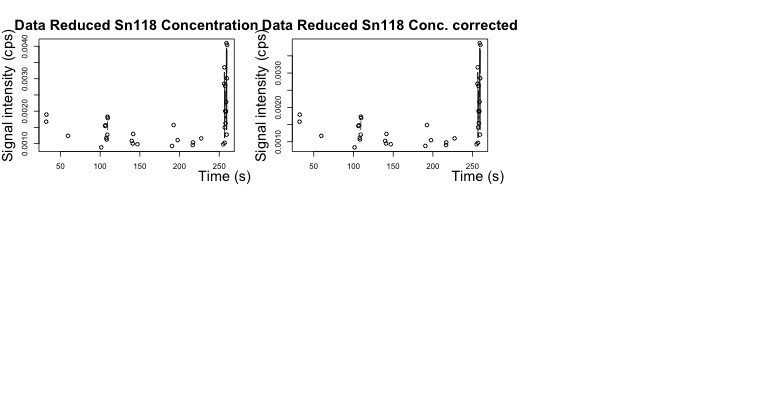 Data Reduced Sn118 Concentration
Signal intensity (cps)
0.0010 0.0020 0.0030 0.0040
50 100 150 200 250
Time (s)
Data Reduced Sn118 Conc. corrected
Signal intensity (cps)
0.0010 0.0020 0.0030
50 100 150 200 250
Time (s)